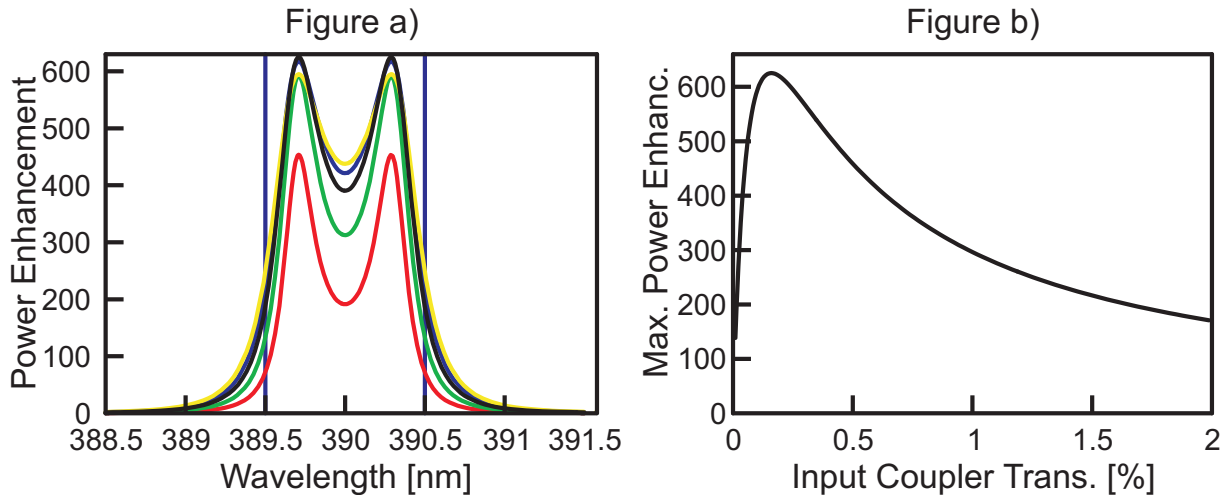 Figure a)
Power Enhancement
600
500
400
300
200
100
0
388.5 389 389.5 390 390.5 391 391.5
Wavelength [nm]
Figure b)
Max. Power Enhanc.
600
500
400
300
200
100
0
0 0.5 1 1.5 2
Input Coupler Trans. [%]